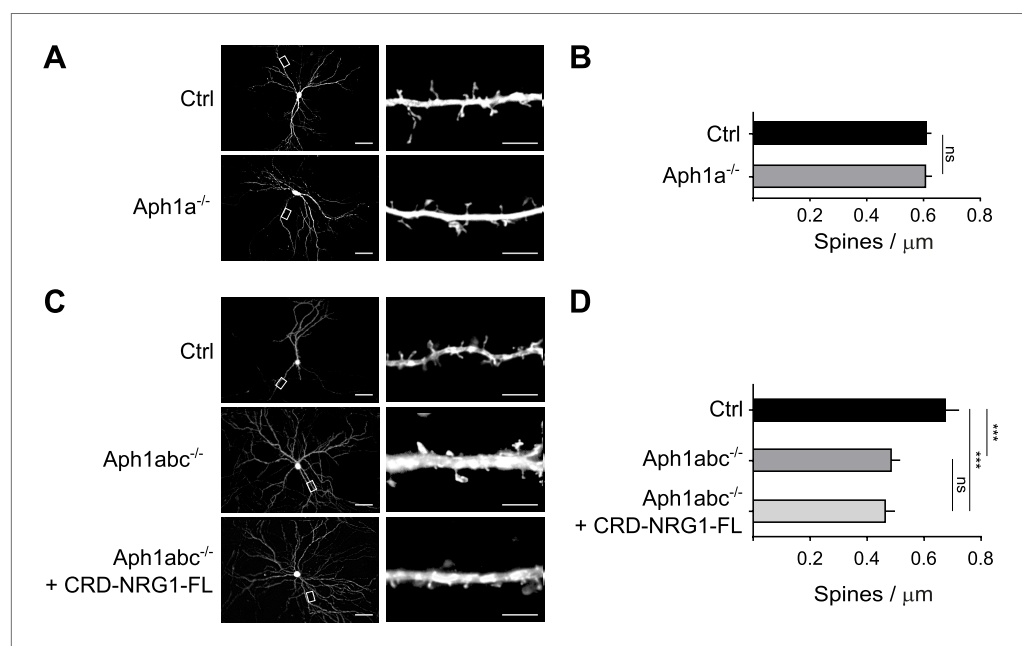 A
Ctrl
Aph1a-/-
B
Ctrl
Aph1a-/-
ns
0.2 0.4 0.6 0.8
Spines / μm
C
Ctrl
Aph1abc-/-
Aph1abc-/-
+ CRD-NRG1-FL
D
Ctrl
Aph1abc-/-
Aph1abc-/-
+ CRD-NRG1-FL
ns
***
***
0.2 0.4 0.6 0.8
Spines / μm